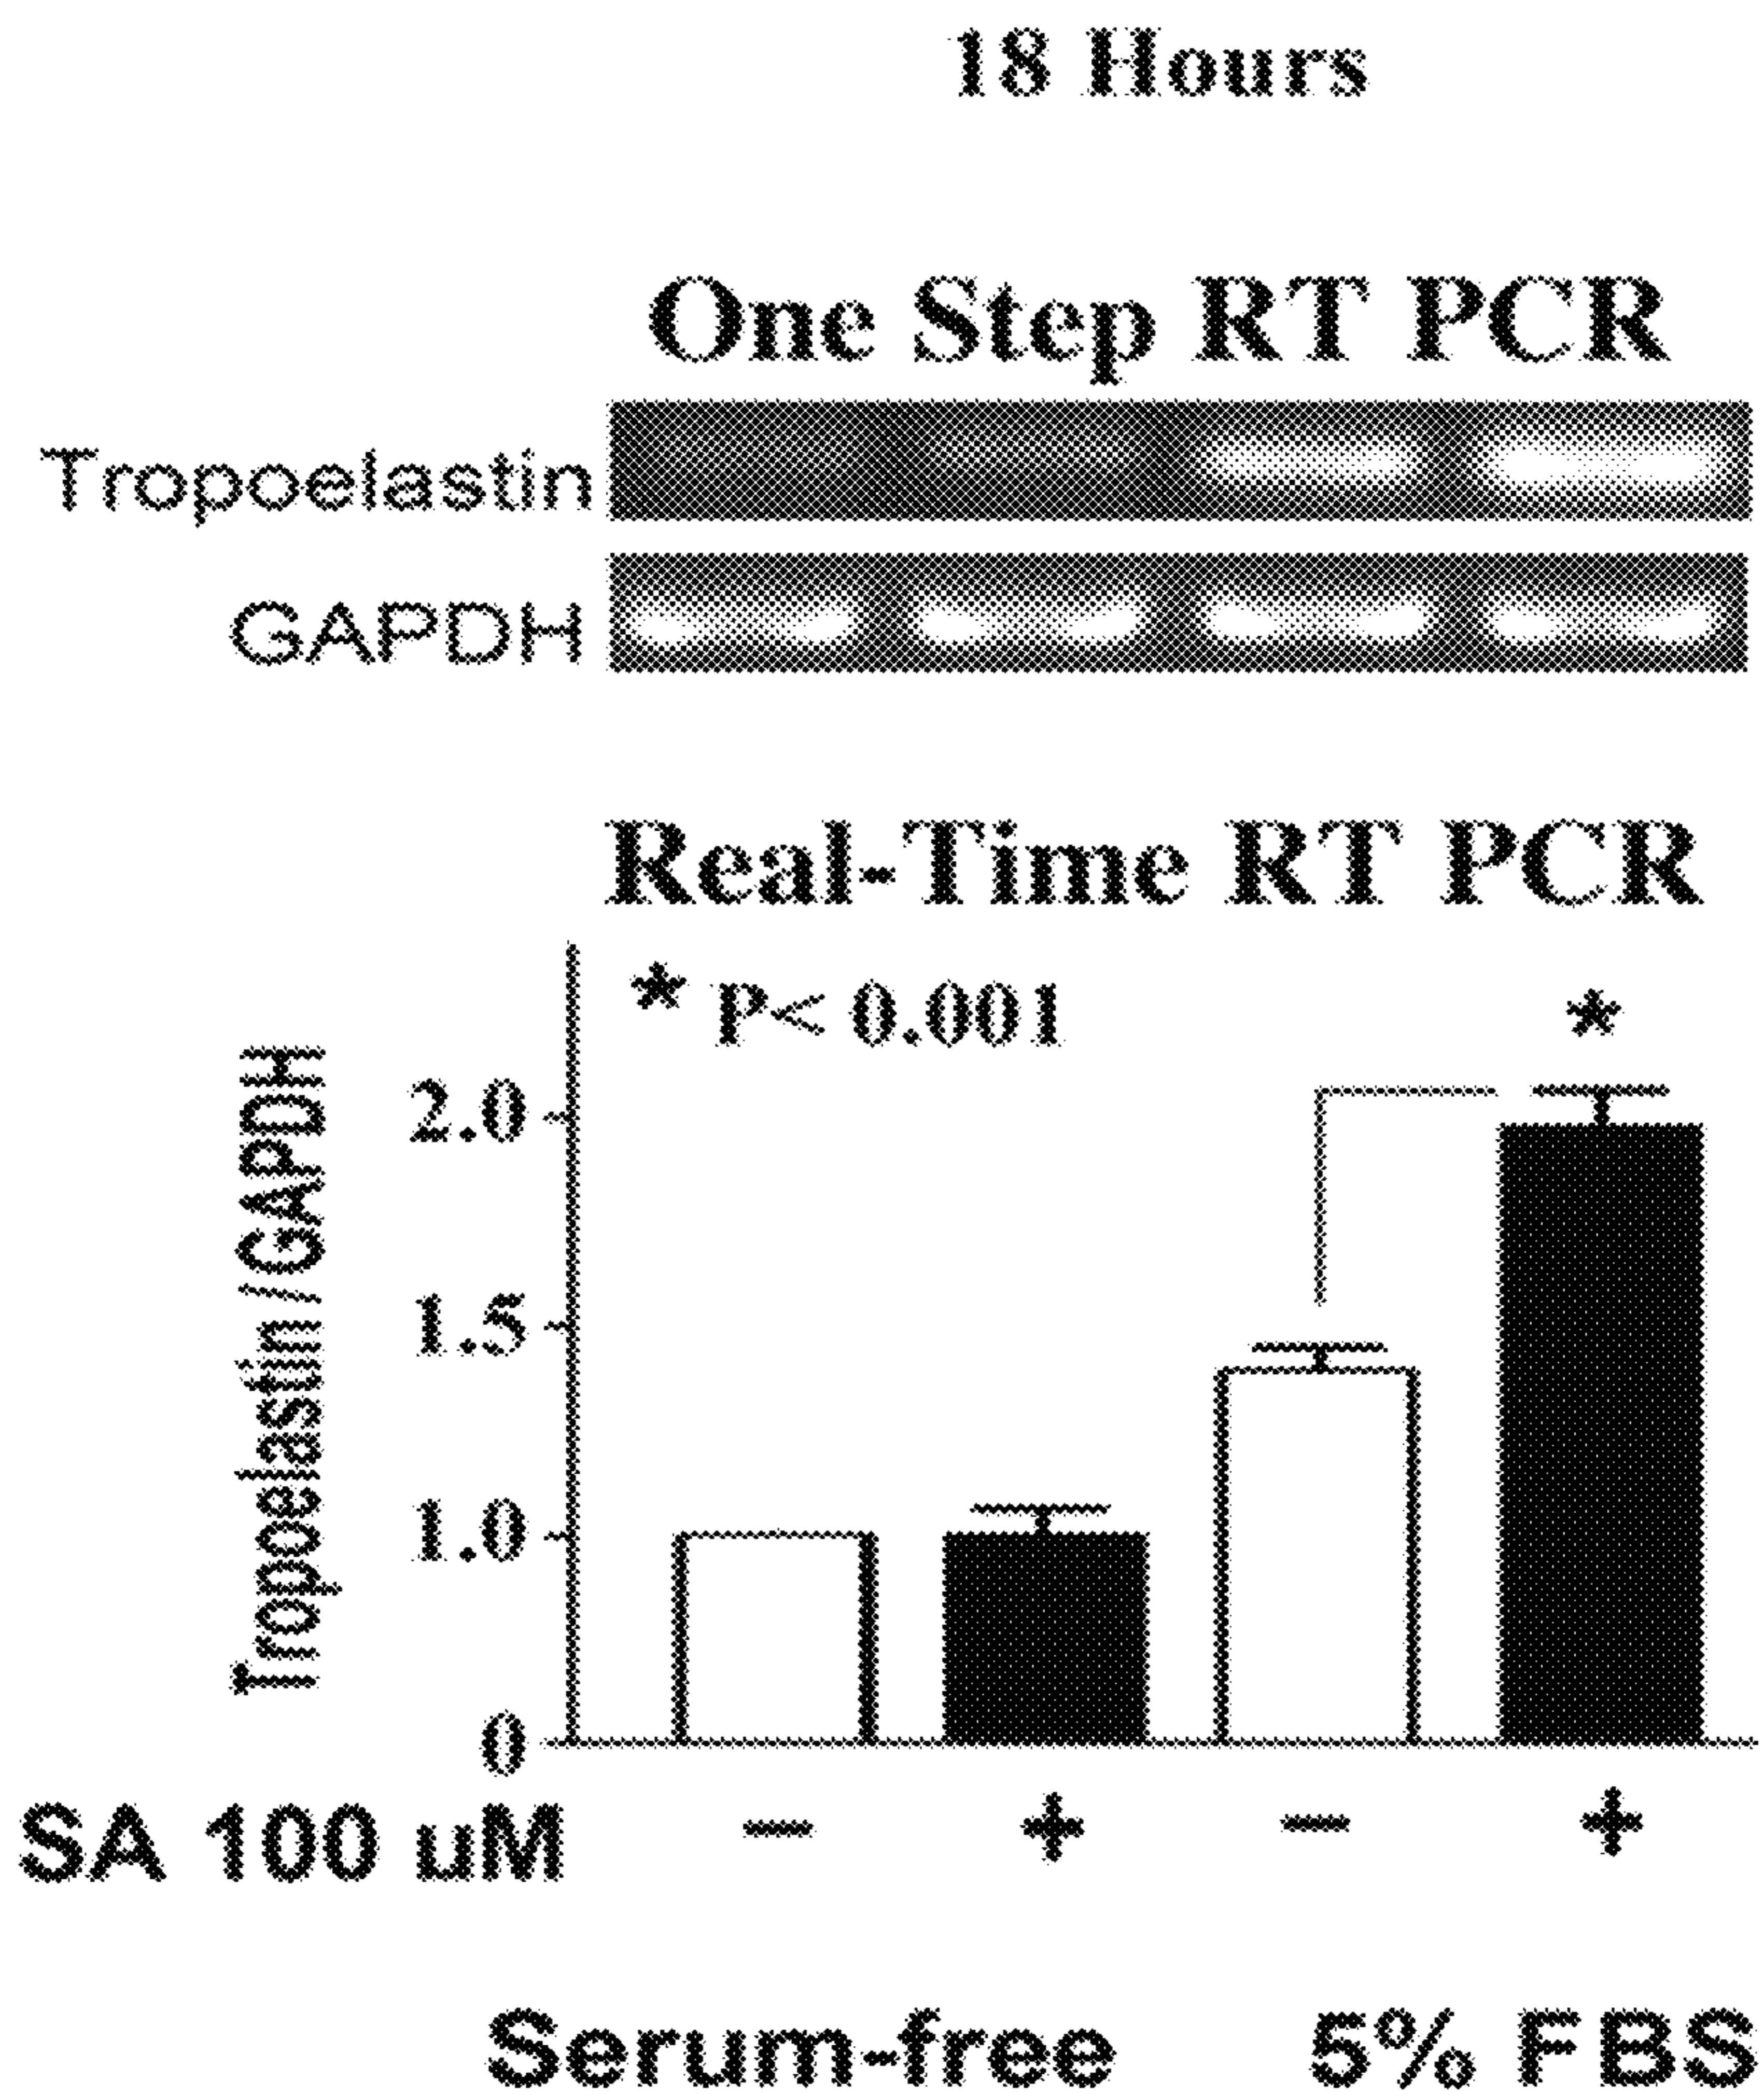 18 Hours
One Step RT PCR
Tropoelastin
GAPDH
Real-Time RT PCR
* P< 0.001
*
Tropoelastin / GAPDH
2.0
1.5
1.0
0
SA 100 uM − + − +
Serum-free 5% FBS